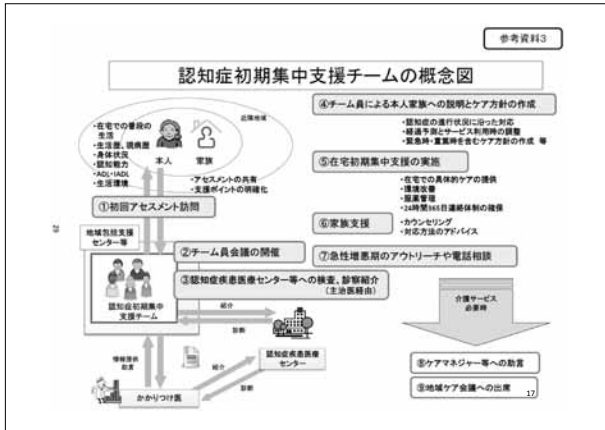 参考資料3
認知症初期集中支援チームの概念図
近隣地域
・在宅での普段の
生活
・生活歴、現病歴
・身体状況
・認知能力
・ADL・IADL
・生活環境
本人
家族
・アセスメントの共有
・支援ポイントの明確化
①初回アセスメント訪問
地域包括支援
センター等
②チーム員会議の開催
③認知症疾患医療センター等への検査、診察紹介
(主治医経由)
認知症初期集中
支援チーム
紹介
診断
情報提供
助言
紹介
診断
認知症疾患医療
センター
かかりつけ医
④チーム員による本人家族への説明とケア方針の作成
・認知症の進行状況に沿った対応
・経過予測とサービス利用時の調整
・緊急時・重篤時を含むケア方針の作成 等
⑤在宅初期集中支援の実施
・在宅での具体的ケアの提供
・環境改善
・服薬管理
・24時間365日連絡体制の確保
⑥家族支援
・カウンセリング
・対応方法のアドバイス
⑦急性増悪期のアウトリーチや電話相談
介護サービス
必要時
⑧ケアマネジャー等への助言
⑨地域ケア会議への出席
17
29